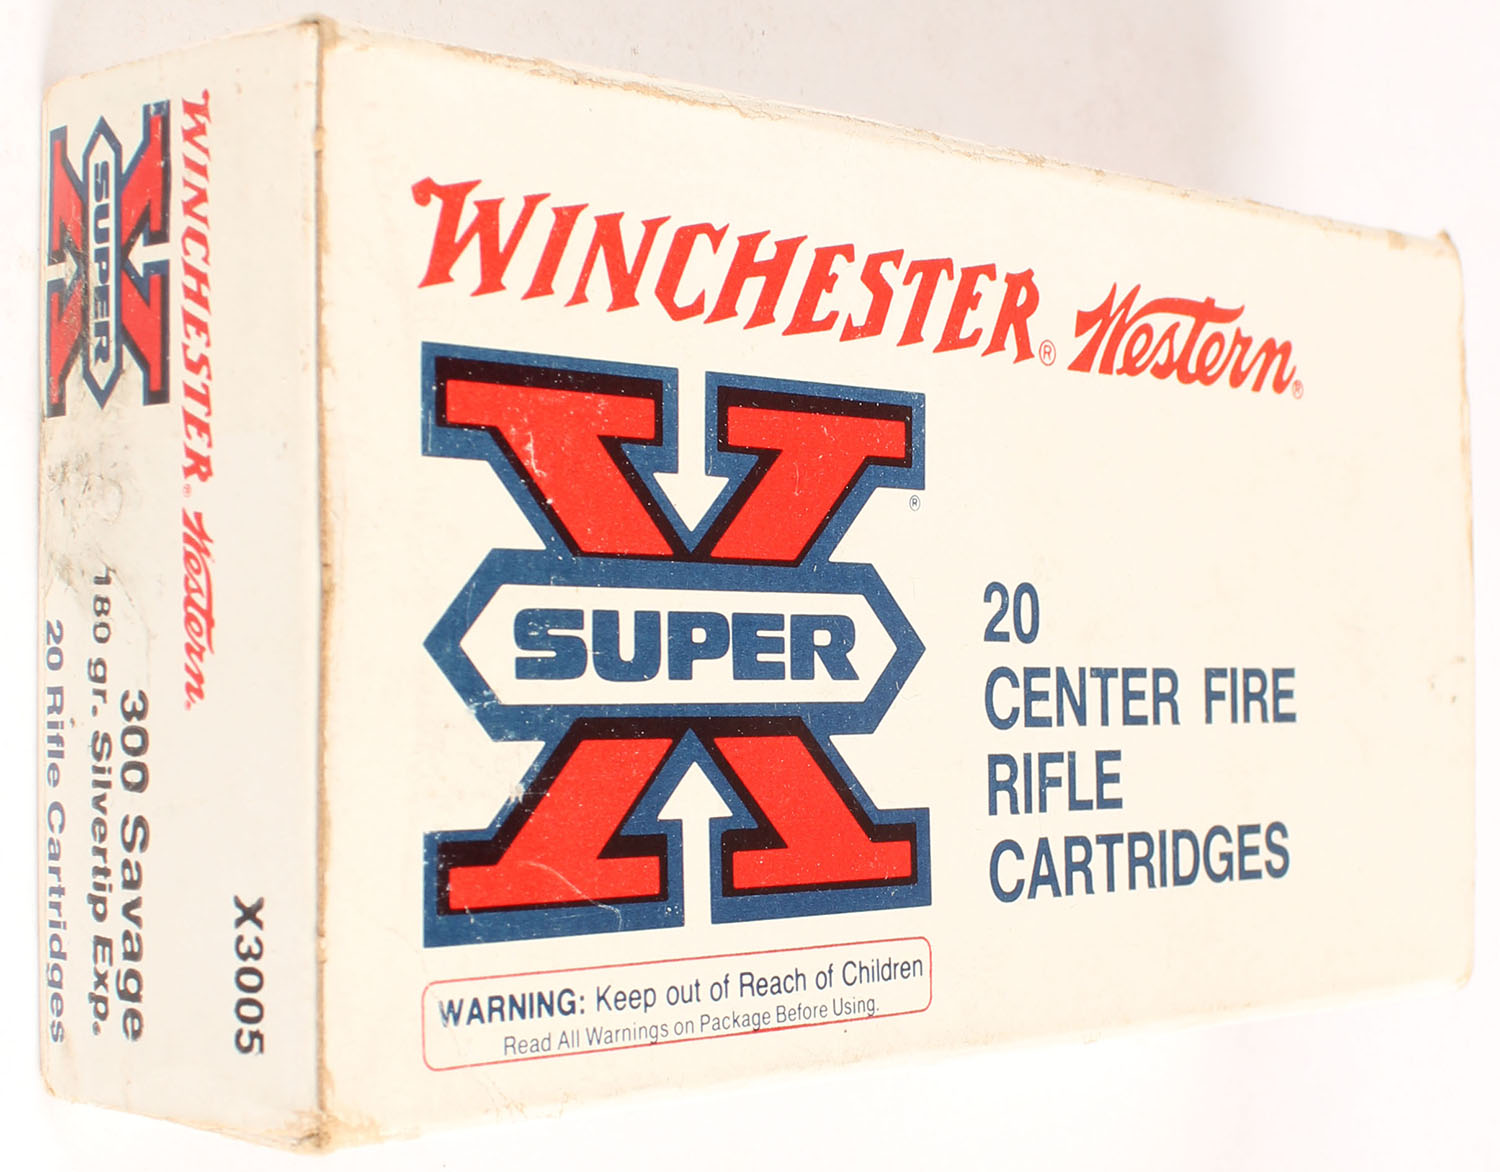 WINCHESTER® Western®
X®
SUPER
20
CENTER FIRE
RIFLE
CARTRIDGES
WARNING: Keep out of Reach of Children
Read All Warnings on Package Before Using.
WINCHESTER® Western®
X
SUPER
X3005
300 Savage
180 gr. Silvertip Exp.
20 Rifle Cartridges